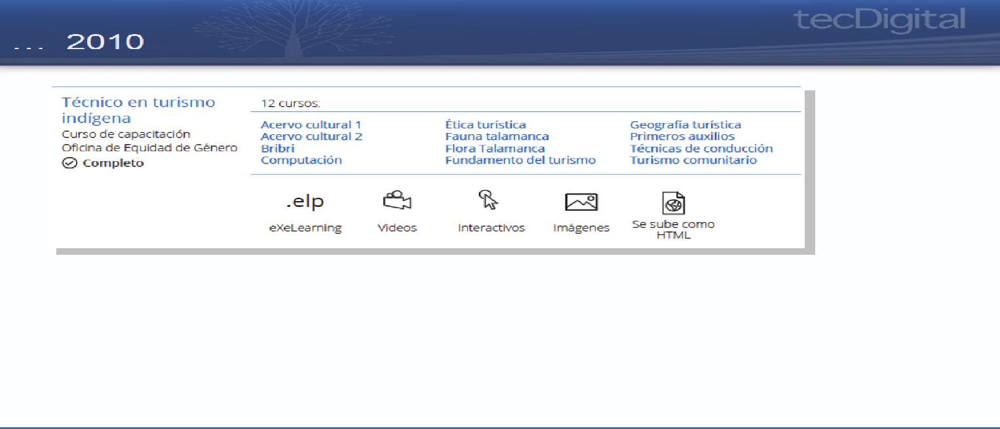 tecDigital
... 2010
Técnico en turismo
indígena
Curso de capacitación
Oficina de Equidad de Género
Completo
12 cursos:
Acervo cultural 1
Acervo cultural 2
Bribri
Computación
Ética turística
Fauna talamanca
Flora Talamanca
Fundamento del turismo
Geografía turística
Primeros auxilios
Técnicas de conducción
Turismo comunitario
.elp
eXeLearning
Videos
Interactivos
Imágenes
Se sube como
HTML